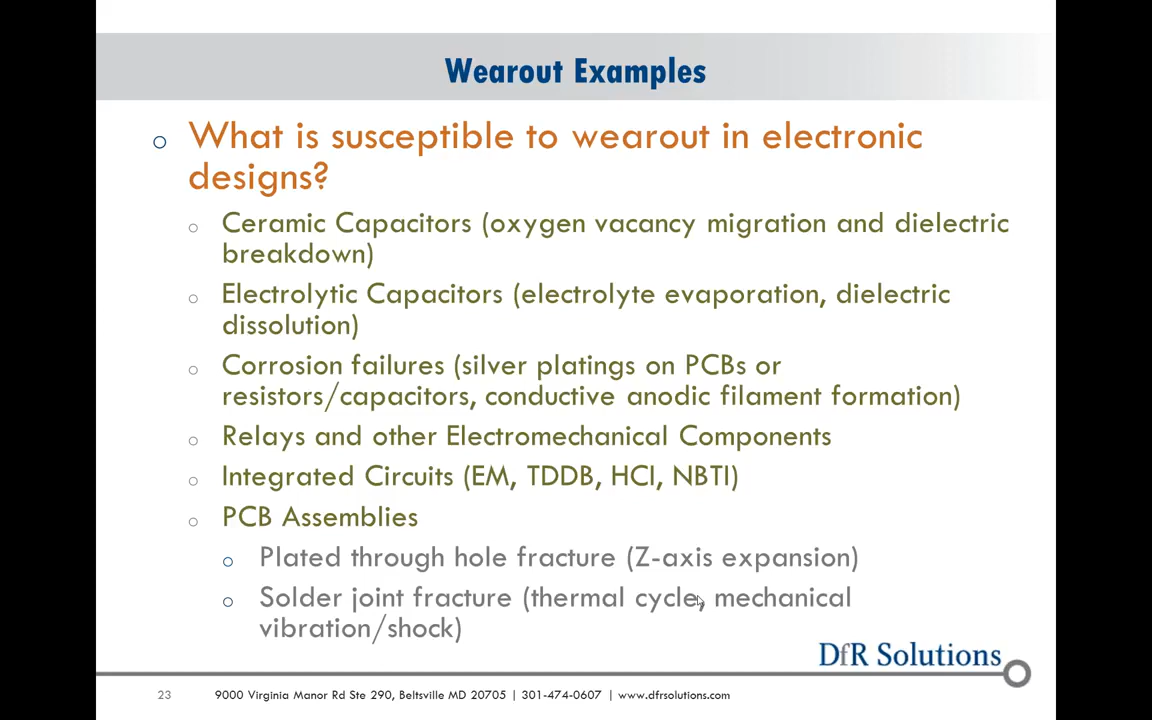 Wearout Examples
What is susceptible to wearout in electronic
designs?
Ceramic Capacitors (oxygen vacancy migration and dielectric
breakdown)
Electrolytic Capacitors (electrolyte evaporation, dielectric
dissolution)
Corrosion failures (silver platings on PCBs or
resistors/capacitors, conductive anodic filament formation)
Relays and other Electromechanical Components
Integrated Circuits (EM, TDDB, HCI, NBTI)
PCB Assemblies
Plated through hole fracture (Z-axis expansion)
Solder joint fracture (thermal cycle, mechanical
vibration/shock)
DfR Solutions
23 9000 Virginia Manor Rd Ste 290, Beltsville MD 20705 | 301-474-0607 | www.dfrsolutions.com